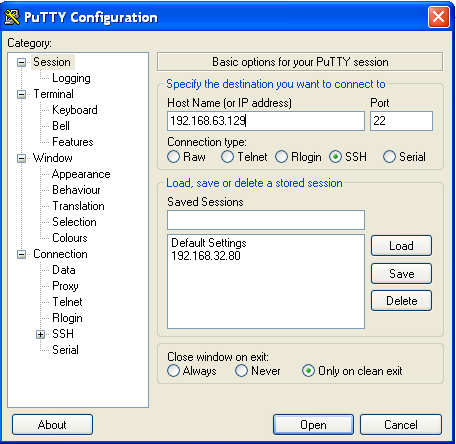 PuTTY Configuration
Category:
Session
Logging
Terminal
Keyboard
Bell
Features
Window
Appearance
Behaviour
Translation
Selection
Colours
Connection
Data
Proxy
Telnet
Rlogin
SSH
Serial
Basic options for your PuTTY session
Specify the destination you want to connect to
Host Name (or IP address) Port
192.168.63.129 22
Connection type:
Raw Telnet Rlogin SSH Serial
Load, save or delete a stored session
Saved Sessions
Default Settings
192.168.32.80
Load
Save
Delete
Close window on exit:
Always Never Only on clean exit
About Open Cancel